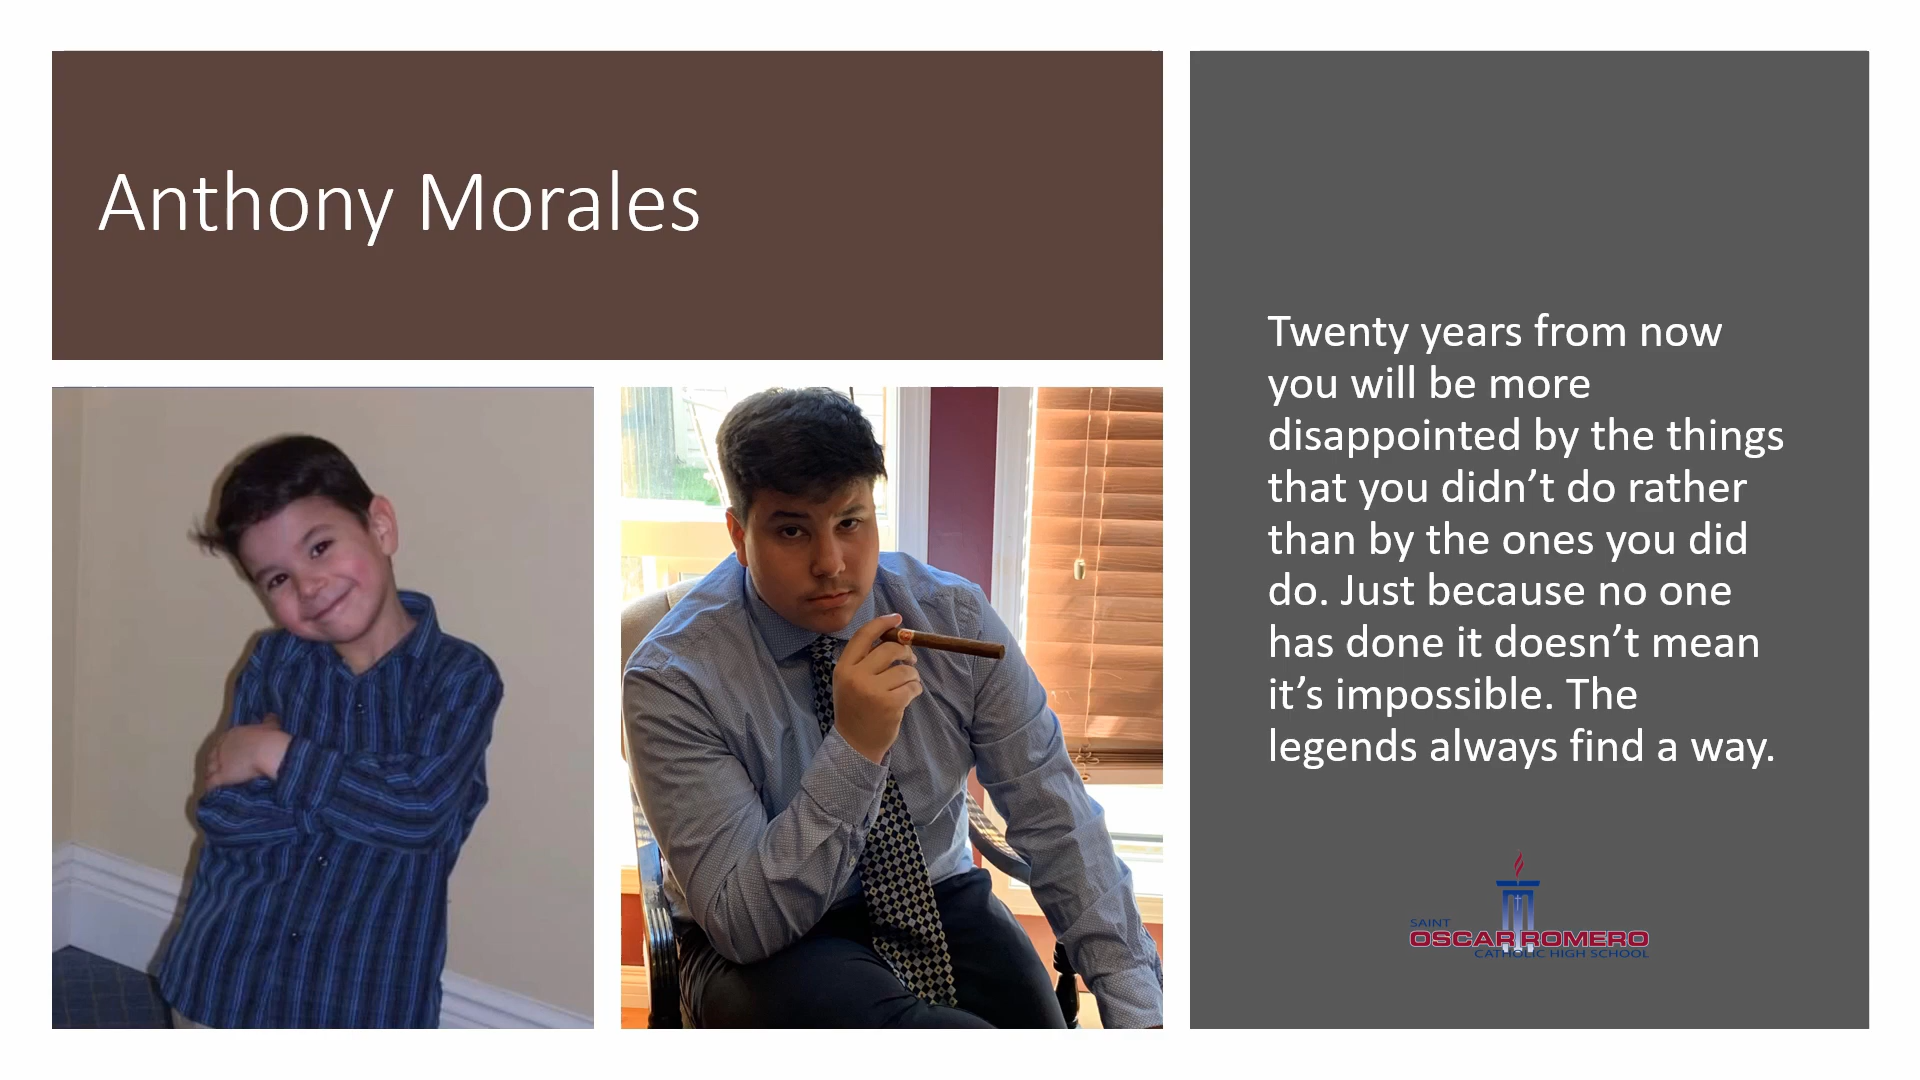 Anthony Morales
Twenty years from now
you will be more
disappointed by the things
that you didn’t do rather
than by the ones you did
do. Just because no one
has done it doesn’t mean
it’s impossible. The
legends always find a way.
SAINT
OSCAR ROMERO
CATHOLIC HIGH SCHOOL